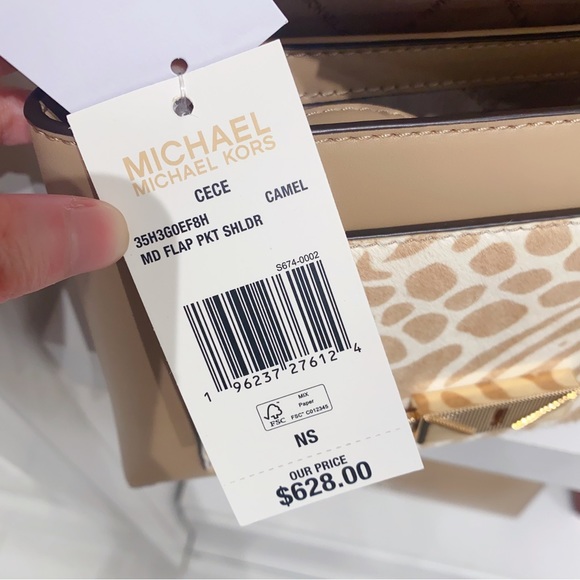 MICHAEL
MICHAEL KORS
CECE CAMEL
35H3G0EF8H
MD FLAP PKT SHLDR
S674-0002
1 96237 27612 4
FSC
MIX
Paper
FSC® C012345
NS
OUR PRICE
$628.00